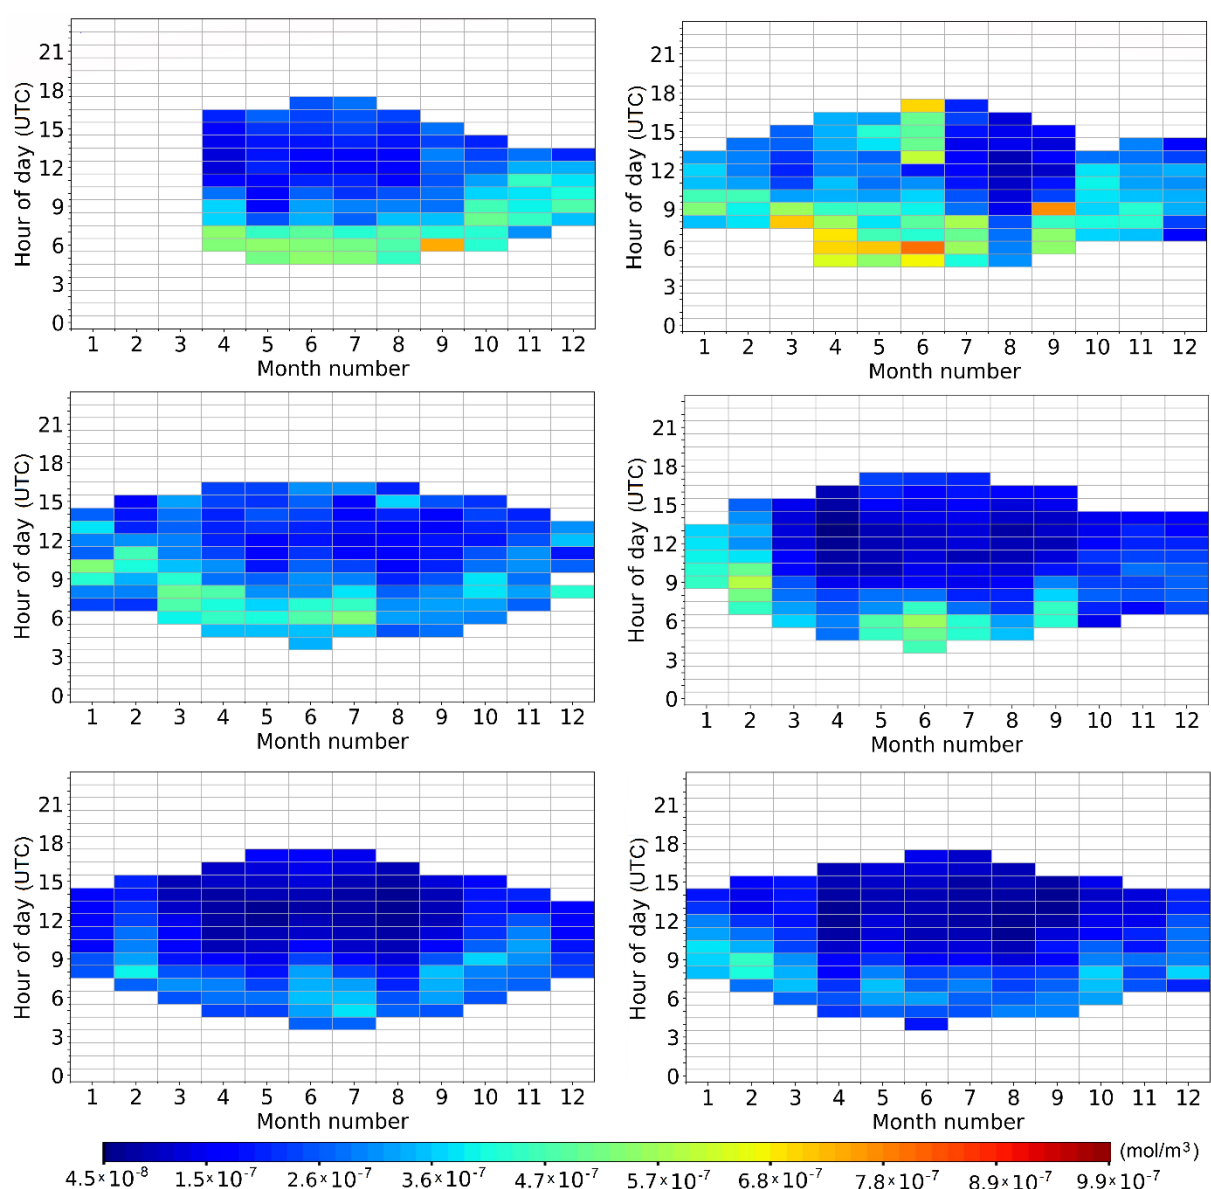 Hour of day (UTC)
21
18
15
12
9
6
3
0
1 2 3 4 5 6 7 8 9 10 11 12
Month number
Hour of day (UTC)
21
18
15
12
9
6
3
0
1 2 3 4 5 6 7 8 9 10 11 12
Month number
Hour of day (UTC)
21
18
15
12
9
6
3
0
1 2 3 4 5 6 7 8 9 10 11 12
Month number
Hour of day (UTC)
21
18
15
12
9
6
3
0
1 2 3 4 5 6 7 8 9 10 11 12
Month number
Hour of day (UTC)
21
18
15
12
9
6
3
0
1 2 3 4 5 6 7 8 9 10 11 12
Month number
Hour of day (UTC)
21
18
15
12
9
6
3
0
1 2 3 4 5 6 7 8 9 10 11 12
Month number
(mol/m³)
4.5×10⁻⁸ 1.5×10⁻⁷ 2.6×10⁻⁷ 3.6×10⁻⁷ 4.7×10⁻⁷ 5.7×10⁻⁷ 6.8×10⁻⁷ 7.8×10⁻⁷ 8.9×10⁻⁷ 9.9×10⁻⁷